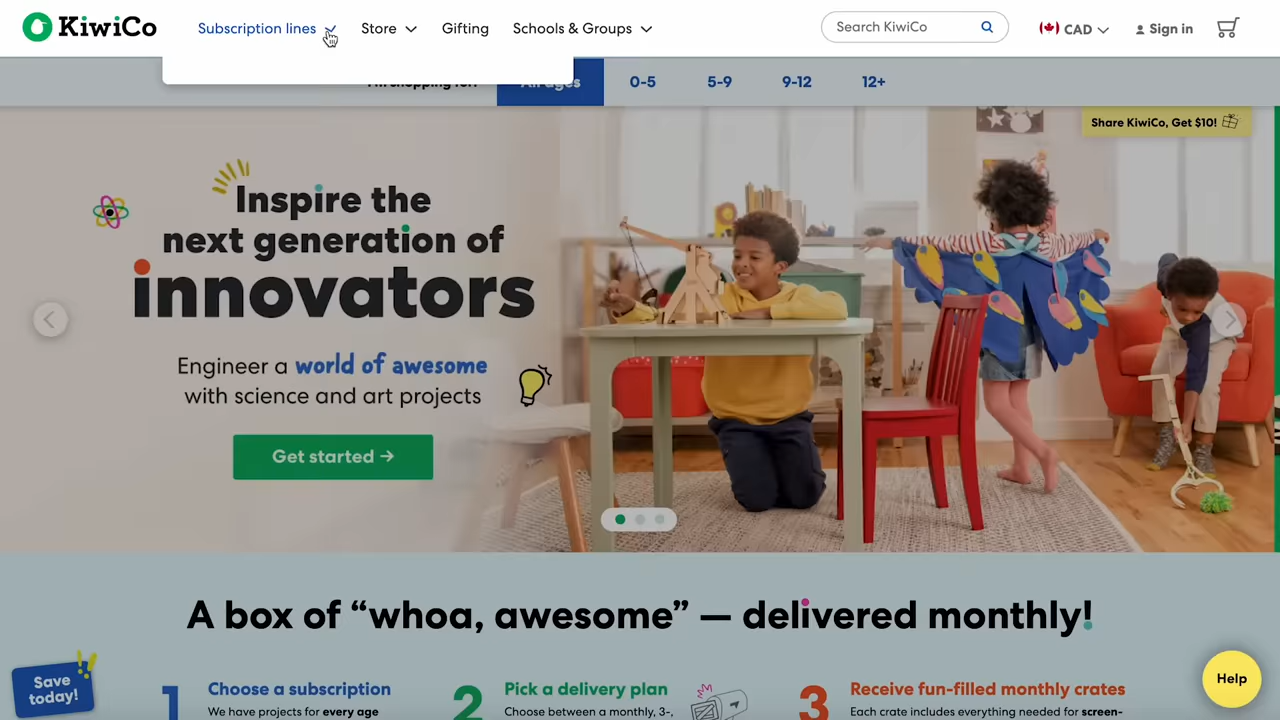 KiwiCo
Subscription lines
Store
Gifting
Schools & Groups
Search KiwiCo
CAD
Sign in
All ages
0-5
5-9
9-12
12+
Share KiwiCo, Get $10!
Inspire the
next generation of
innovators
Engineer a world of awesome
with science and art projects
Get started →
A box of “whoa, awesome” — delivered monthly!
Save
today!
1
Choose a subscription
We have projects for every age
2
Pick a delivery plan
Choose between a monthly, 3-,
3
Receive fun-filled monthly crates
Each crate includes everything needed for screen-
Help